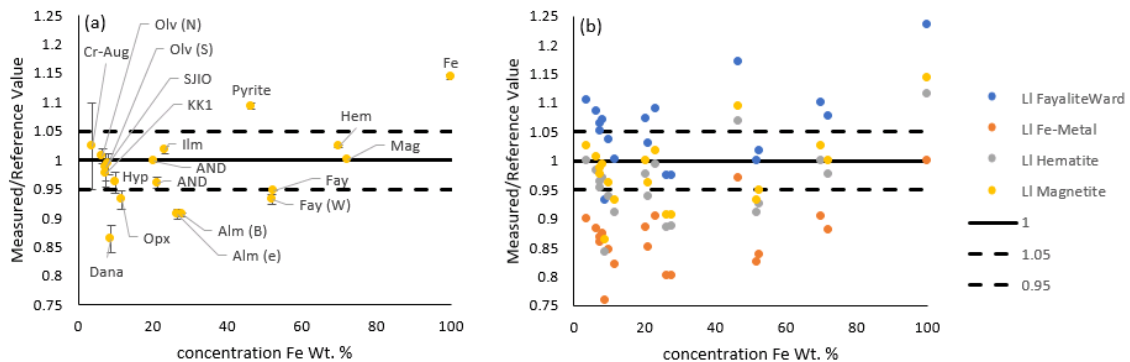 (a)
Measured/Reference Value
1.25
1.2
1.15
1.1
1.05
1
0.95
0.9
0.85
0.8
0.75
Cr-Aug
Olv (N)
Olv (S)
SJIO
KK1
Pyrite
Fe
Hem
Mag
Ilm
AND
AND
Hyp
Fay
Fay (W)
Opx
Alm (B)
Alm (e)
Dana
0 20 40 60 80 100
concentration Fe Wt. %
(b)
Measured/Reference Value
1.25
1.2
1.15
1.1
1.05
1
0.95
0.9
0.85
0.8
0.75
0 20 40 60 80 100
concentration Fe Wt. %
Ll FayaliteWard
Ll Fe-Metal
Ll Hematite
Ll Magnetite
1
1.05
0.95